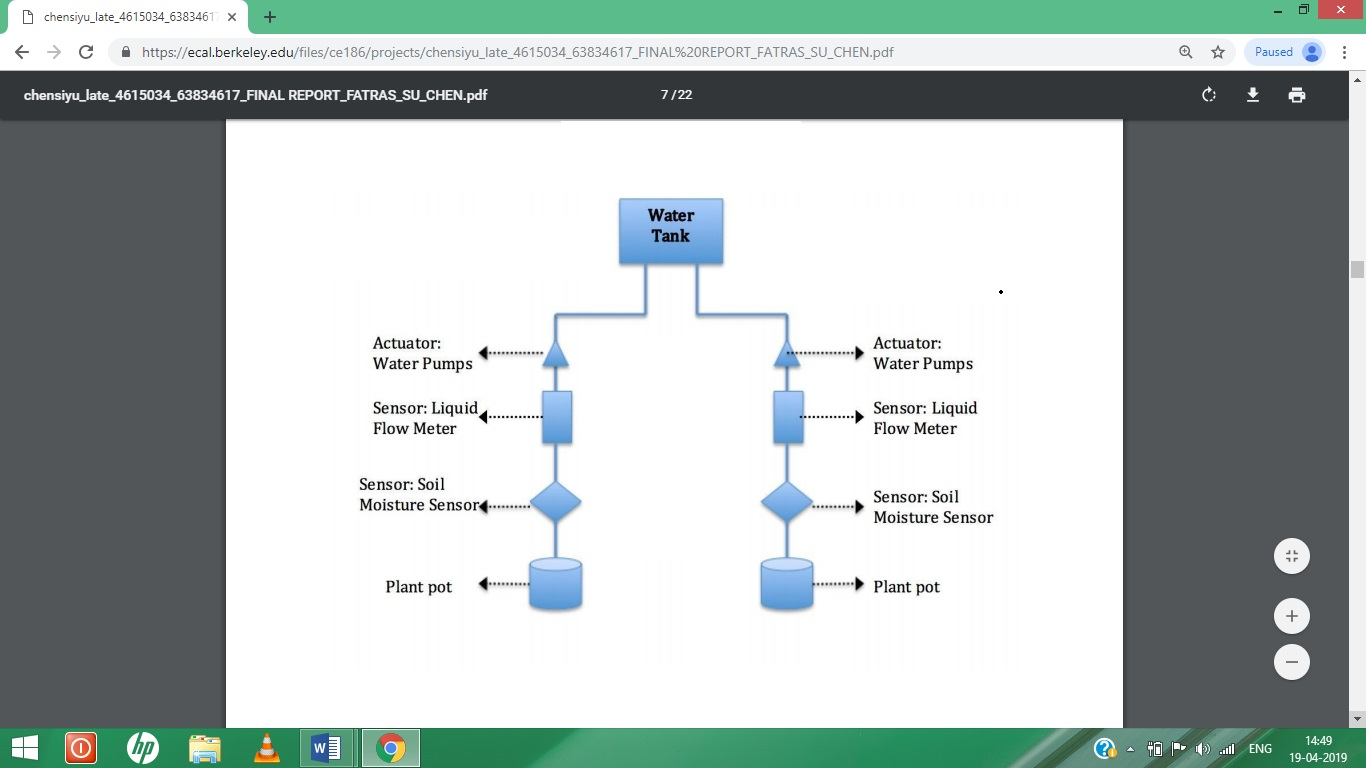 chensiyu_late_4615034_6383461
https://ecal.berkeley.edu/files/ce186/projects/chensiyu_late_4615034_63834617_FINAL%20REPORT_FATRAS_SU_CHEN.pdf
Paused
chensiyu_late_4615034_63834617_FINAL REPORT_FATRAS_SU_CHEN.pdf
7 / 22
Water
Tank
Actuator:
Water Pumps
Actuator:
Water Pumps
Sensor: Liquid
Flow Meter
Sensor: Liquid
Flow Meter
Sensor: Soil
Moisture Sensor
Sensor: Soil
Moisture Sensor
Plant pot
Plant pot
hp
W
ENG
14:49
19-04-2019